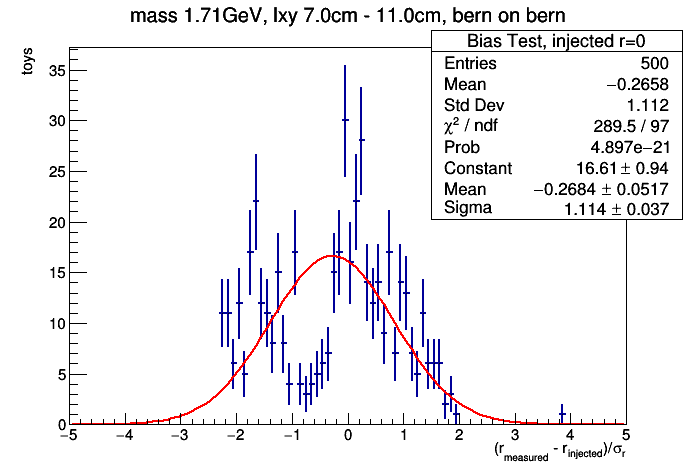 mass 1.71GeV, lxy 7.0cm - 11.0cm, bern on bern
Bias Test, injected r=0
Entries 500
Mean −0.2658
Std Dev 1.112
χ² / ndf 289.5 / 97
Prob 4.897e−21
Constant 16.61 ± 0.94
Mean −0.2684 ± 0.0517
Sigma 1.114 ± 0.037
toys
35
30
25
20
15
10
5
0
−5 −4 −3 −2 −1 0 1 2 3 4 5
(r_measured - r_injected)/σ_r